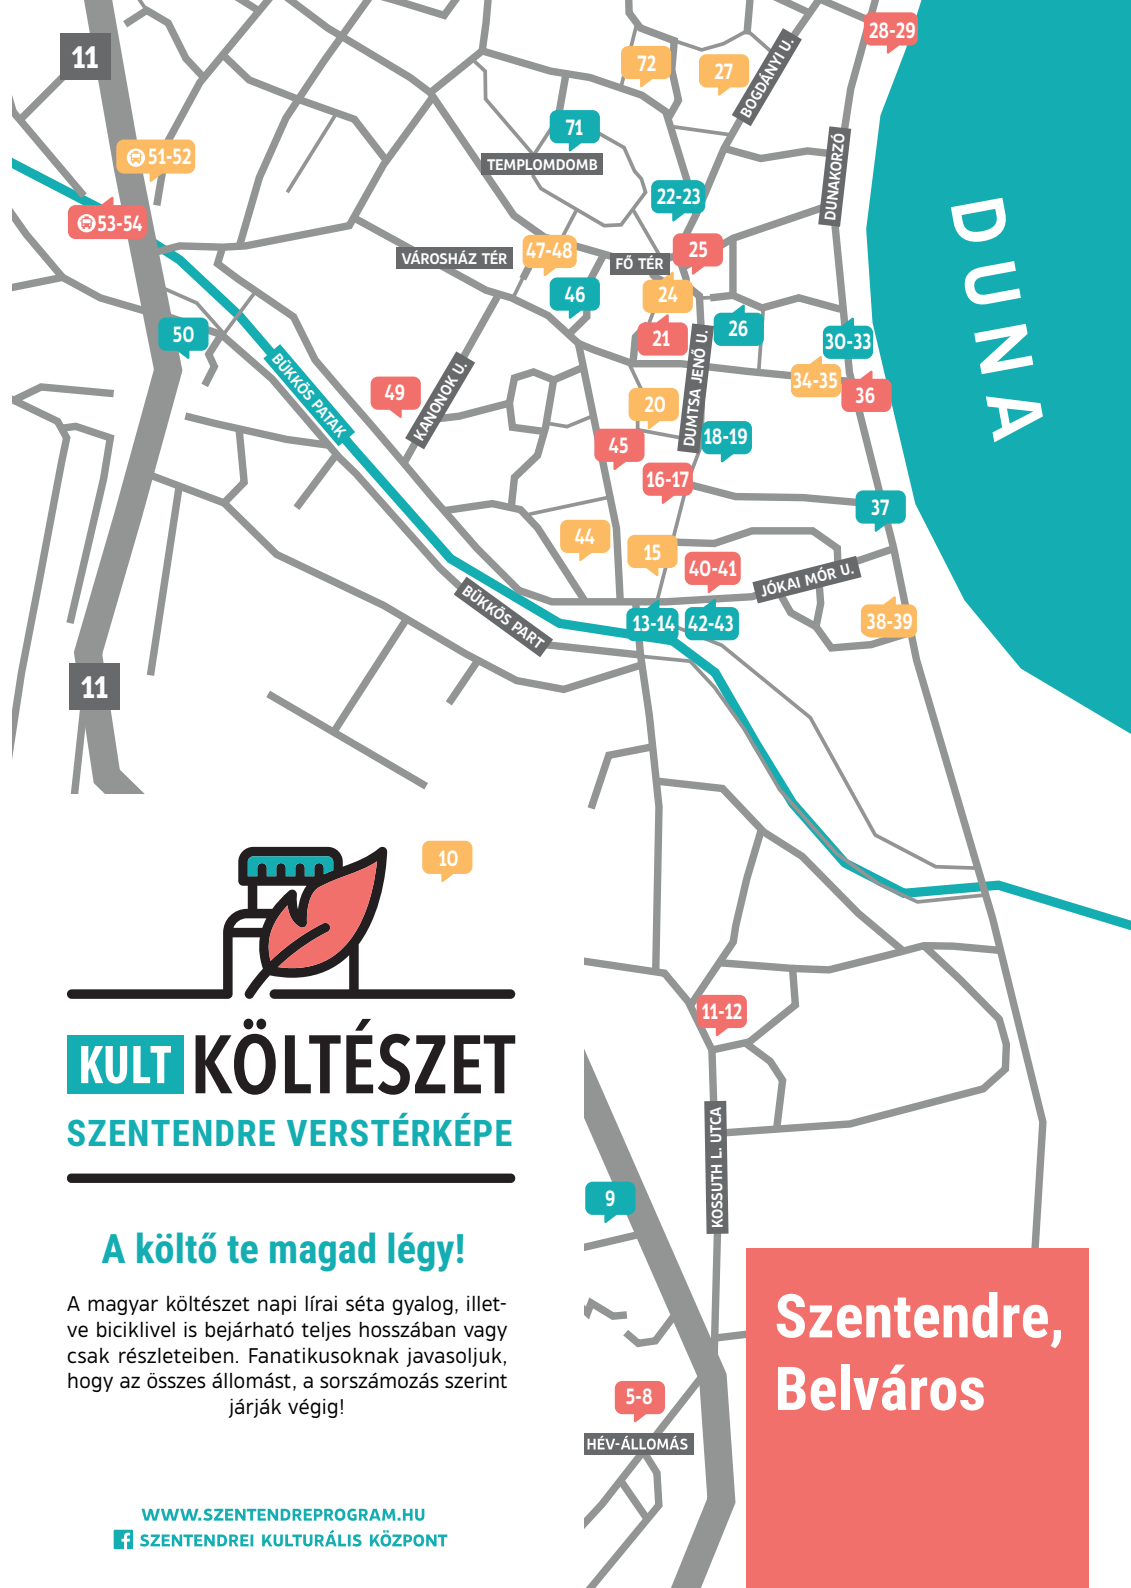 28-29
11
72
27
BOGDÁNYI U.
71
51-52
TEMPLOMDOMB
DUNAKORZÓ
22-23
53-54
DUNA
VÁROSHÁZ TÉR
47-48
FŐ TÉR
25
46
24
50
21
26
30-33
BÜKKÖS PATAK
49
KANONOK U.
DUMTSA JENŐ U.
34-35
36
20
45
18-19
16-17
37
44
15
40-41
JÓKAI MÓR U.
BÜKKÖS PART
13-14
42-43
38-39
11
10
11-12
KULT KÖLTÉSZET
SZENTENDRE VERSTÉRKÉPE
KOSSUTH L. UTCA
9
A költő te magad légy!
A magyar költészet napi lírai séta gyalog, illet-
ve biciklivel is bejárható teljes hosszában vagy
csak részleteiben. Fanatikusoknak javasoljuk,
hogy az összes állomást, a sorszámozás szerint
járják végig!
Szentendre,
Belváros
5-8
HÉV-ÁLLOMÁS
WWW.SZENTENDREPROGRAM.HU
SZENTENDREI KULTURÁLIS KÖZPONT